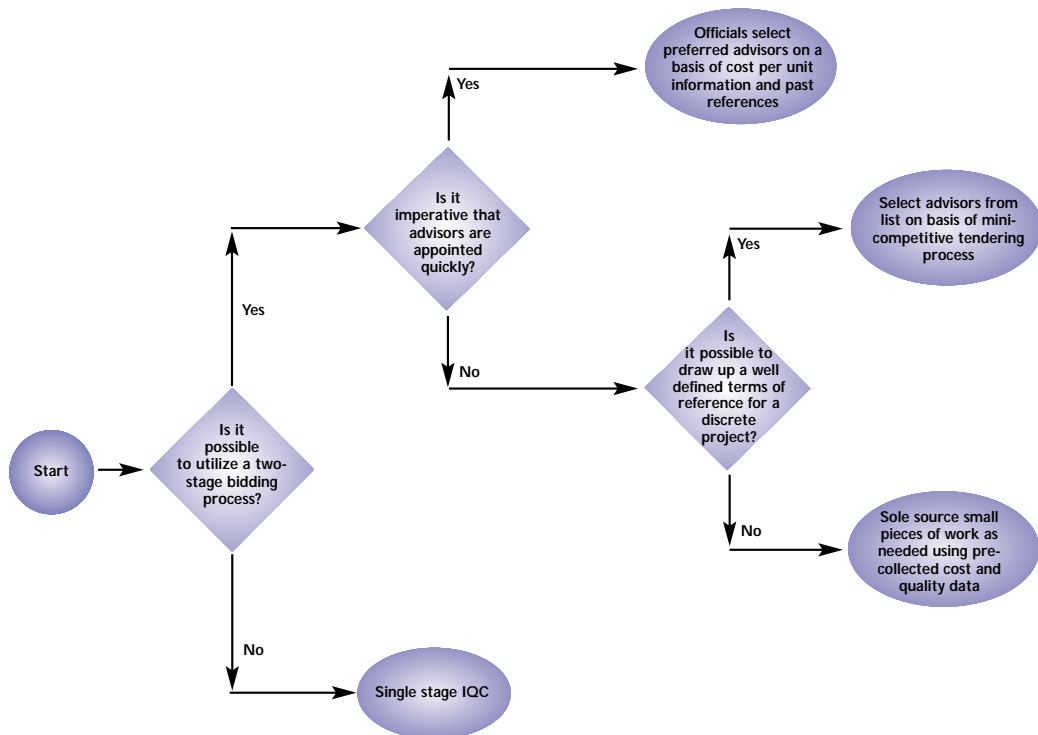 Officials select
preferred advisors on a
basis of cost per unit
information and past
references
Yes
Is it
imperative that
advisors are
appointed
quickly?
Select advisors from
list on basis of mini-
competitive tendering
process
Yes
Yes
Is
it possible to
draw up a well
defined terms of
reference for a
discrete
project?
No
Is it
possible
to utilize a two-
stage bidding
process?
Start
Sole source small
pieces of work as
needed using pre-
collected cost and
quality data
No
No
Single stage IQC